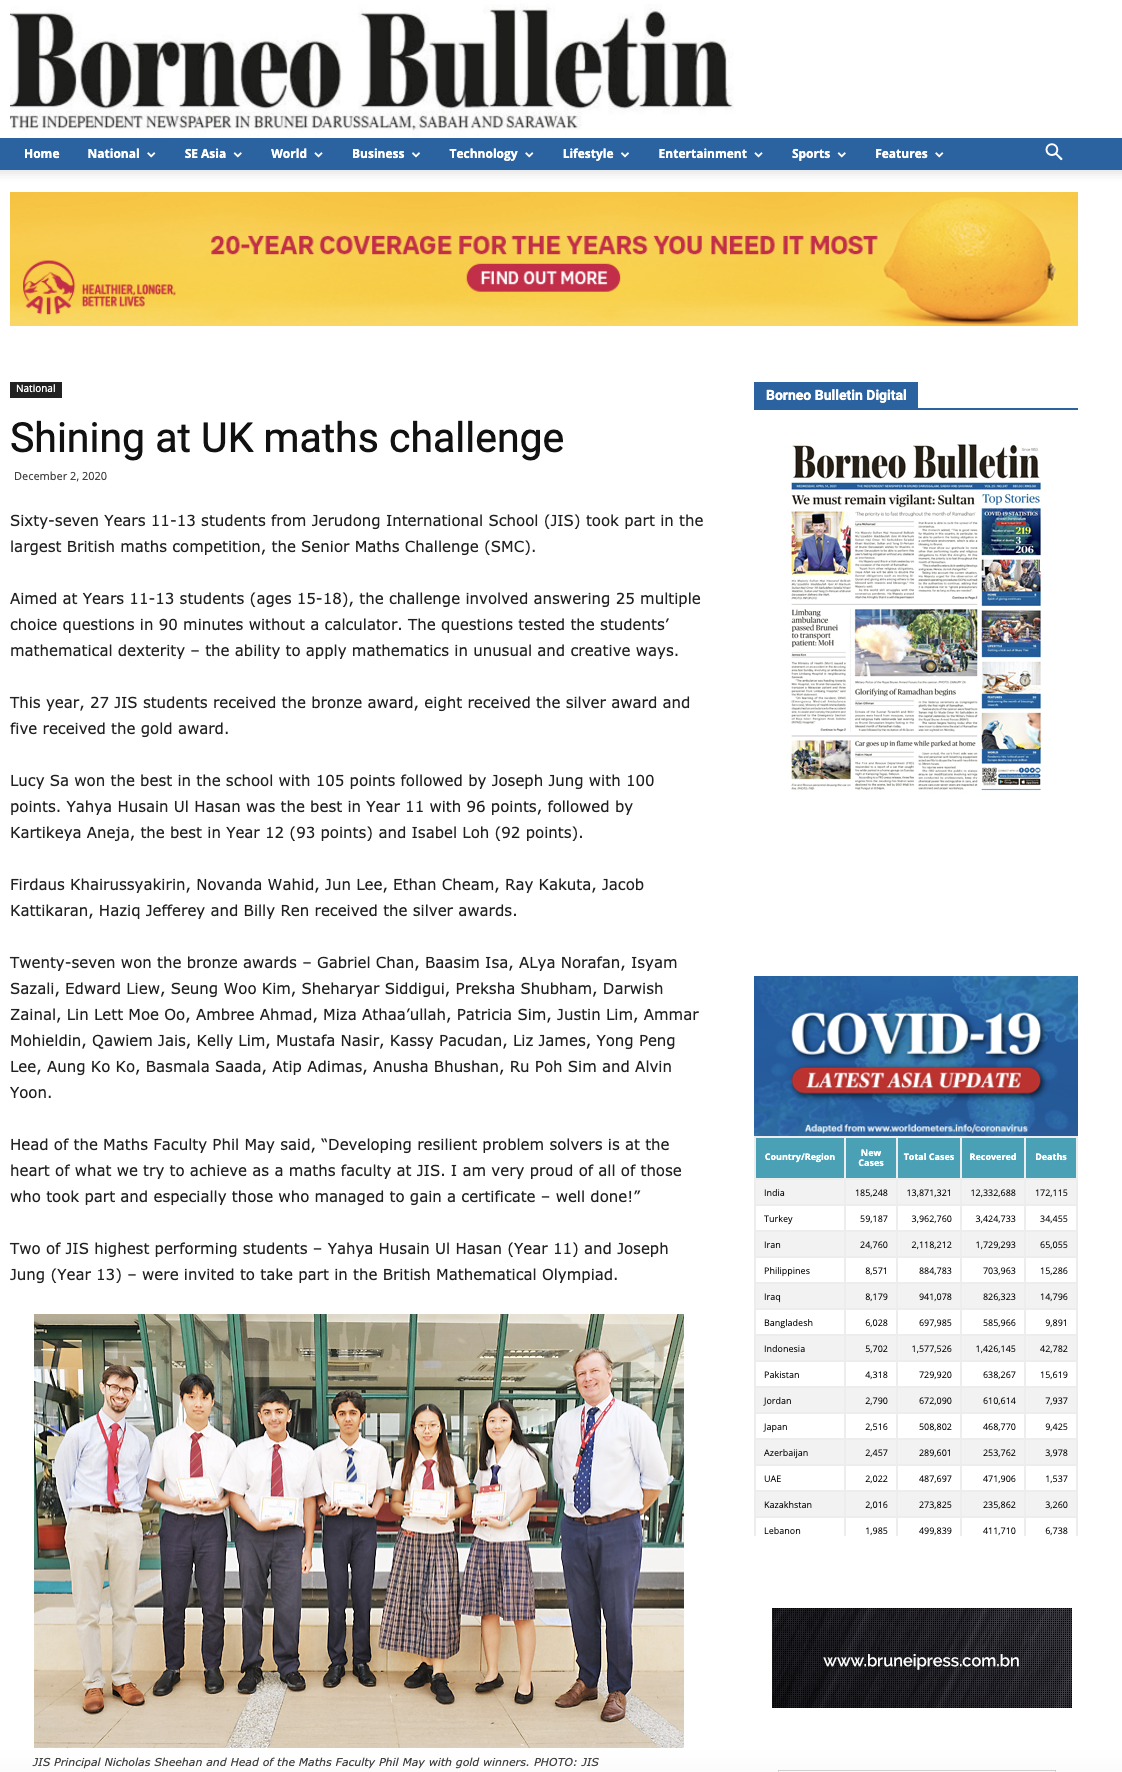 Borneo Bulletin
THE INDEPENDENT NEWSPAPER IN BRUNEI DARUSSALAM, SABAH AND SARAWAK
Home National SE Asia World Business Technology Lifestyle Entertainment Sports Features
20-YEAR COVERAGE FOR THE YEARS YOU NEED IT MOST
FIND OUT MORE
AIA
HEALTHIER, LONGER,
BETTER LIVES
National
Shining at UK maths challenge
December 2, 2020
Sixty-seven Years 11-13 students from Jerudong International School (JIS) took part in the
largest British maths competition, the Senior Maths Challenge (SMC).
Aimed at Years 11-13 students (ages 15-18), the challenge involved answering 25 multiple
choice questions in 90 minutes without a calculator. The questions tested the students’
mathematical dexterity – the ability to apply mathematics in unusual and creative ways.
This year, 27 JIS students received the bronze award, eight received the silver award and
five received the gold award.
Lucy Sa won the best in the school with 105 points followed by Joseph Jung with 100
points. Yahya Husain Ul Hasan was the best in Year 11 with 96 points, followed by
Kartikeya Aneja, the best in Year 12 (93 points) and Isabel Loh (92 points).
Firdaus Khairussyakirin, Novanda Wahid, Jun Lee, Ethan Cheam, Ray Kakuta, Jacob
Kattikaran, Haziq Jefferey and Billy Ren received the silver awards.
Twenty-seven won the bronze awards – Gabriel Chan, Baasim Isa, ALya Norafan, Isyam
Sazali, Edward Liew, Seung Woo Kim, Sheharyar Siddigui, Preksha Shubham, Darwish
Zainal, Lin Lett Moe Oo, Ambree Ahmad, Miza Athaa’ullah, Patricia Sim, Justin Lim, Ammar
Mohieldin, Qawiem Jais, Kelly Lim, Mustafa Nasir, Kassy Pacudan, Liz James, Yong Peng
Lee, Aung Ko Ko, Basmala Saada, Atip Adimas, Anusha Bhushan, Ru Poh Sim and Alvin
Yoon.
Head of the Maths Faculty Phil May said, “Developing resilient problem solvers is at the
heart of what we try to achieve as a maths faculty at JIS. I am very proud of all of those
who took part and especially those who managed to gain a certificate – well done!”
Two of JIS highest performing students – Yahya Husain Ul Hasan (Year 11) and Joseph
Jung (Year 13) – were invited to take part in the British Mathematical Olympiad.
JIS Principal Nicholas Sheehan and Head of the Maths Faculty Phil May with gold winners. PHOTO: JIS
Borneo Bulletin Digital
Borneo Bulletin
We must remain vigilant: Sultan
Top Stories
COVID-19 STATISTICS
219
3
206
Limbang
ambulance
passed Brunei
to transport
patient: MoH
Glorifying of Ramadhan begins
Car goes up in flame while parked at home
COVID-19
LATEST ASIA UPDATE
Adapted from www.worldometers.info/coronavirus
Country/Region New Cases Total Cases Recovered Deaths
India 185,248 13,871,321 12,332,688 172,115
Turkey 59,187 3,962,760 3,424,733 34,455
Iran 24,760 2,118,212 1,729,293 65,055
Philippines 8,571 884,783 703,963 15,286
Iraq 8,179 941,078 826,323 14,796
Bangladesh 6,028 697,985 585,966 9,891
Indonesia 5,702 1,577,526 1,426,145 42,782
Pakistan 4,318 729,920 638,267 15,619
Jordan 2,790 672,090 610,614 7,937
Japan 2,516 508,802 468,770 9,425
Azerbaijan 2,457 289,601 253,762 3,978
UAE 2,022 487,697 471,906 1,537
Kazakhstan 2,016 273,825 235,862 3,260
Lebanon 1,985 499,839 411,710 6,738
www.bruneipress.com.bn